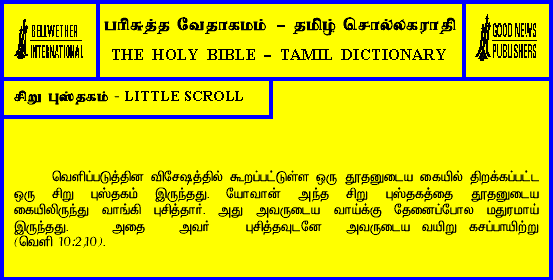 BELLWETHER
INTERNATIONAL
பரிசுத்த வேதாகமம் – தமிழ் சொல்லகராதி
THE HOLY BIBLE – TAMIL DICTIONARY
GOOD NEWS
PUBLISHERS
சிறு புஸ்தகம் - LITTLE SCROLL
வெளிப்படுத்தின விசேஷத்தில் கூறப்பட்டுள்ள ஒரு தூதனுடைய கையில் திறக்கப்பட்ட
ஒரு சிறு புஸ்தகம் இருந்தது. யோவான் அந்த சிறு புஸ்தகத்தை தூதனுடைய
கையிலிருந்து வாங்கி புசித்தார். அது அவருடைய வாய்க்கு தேனைப்போல மதுரமாய்
இருந்தது. அதை அவர் புசித்தவுடனே அவருடைய வயிறு கசப்பாயிற்று
(வெளி 10:2,10).